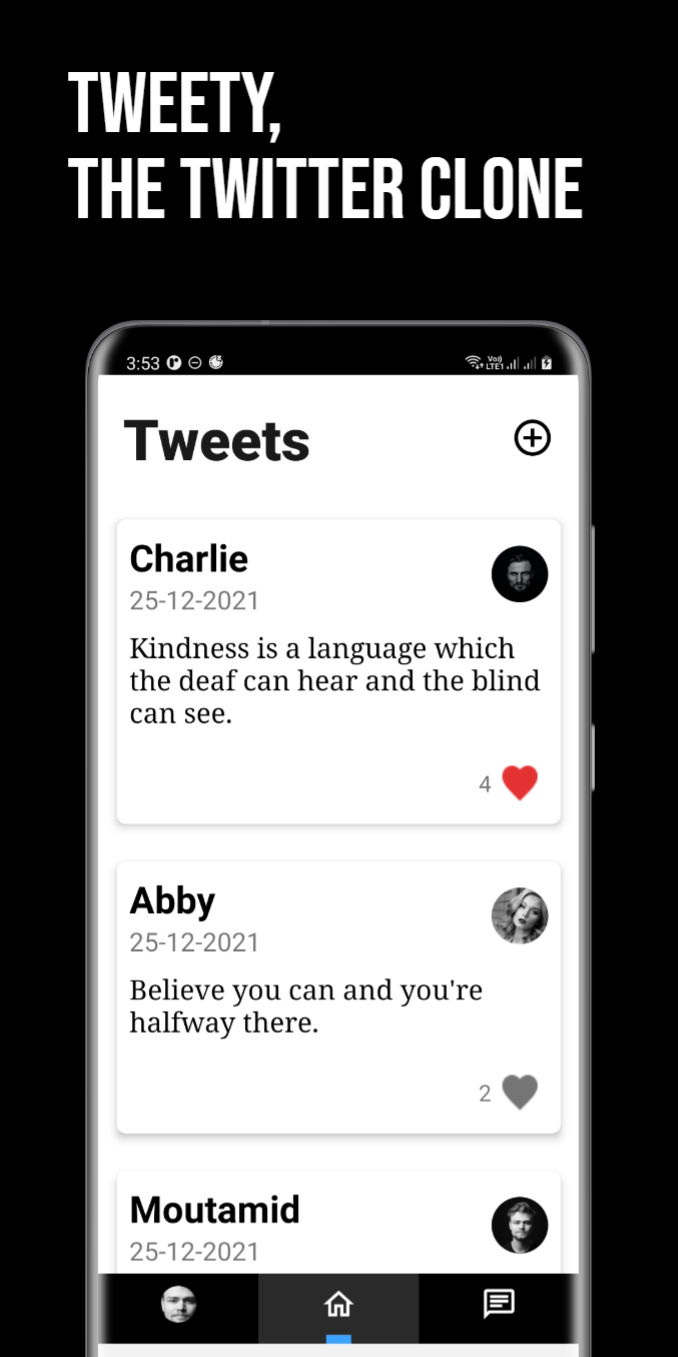 TWEETY,
THE TWITTER CLONE
3:53
Vo))
LTE1
Tweets
Charlie
25-12-2021
Kindness is a language which
the deaf can hear and the blind
can see.
4
Abby
25-12-2021
Believe you can and you're
halfway there.
2
Moutamid
25-12-2021